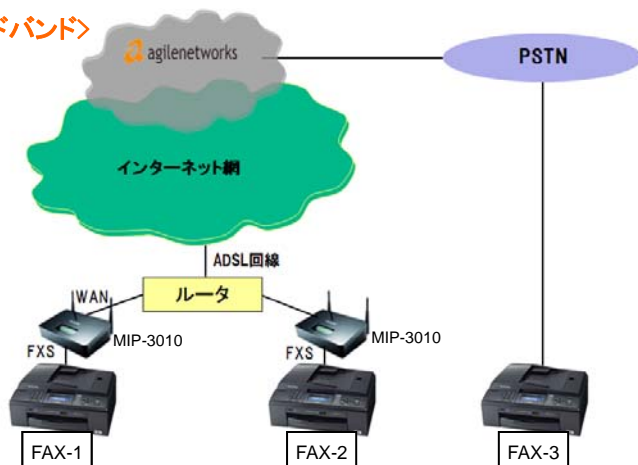 ドバンド>
agilenetworks
PSTN
インターネット網
ADSL回線
ルータ
WAN
MIP-3010
MIP-3010
FXS
FXS
FAX-1
FAX-2
FAX-3